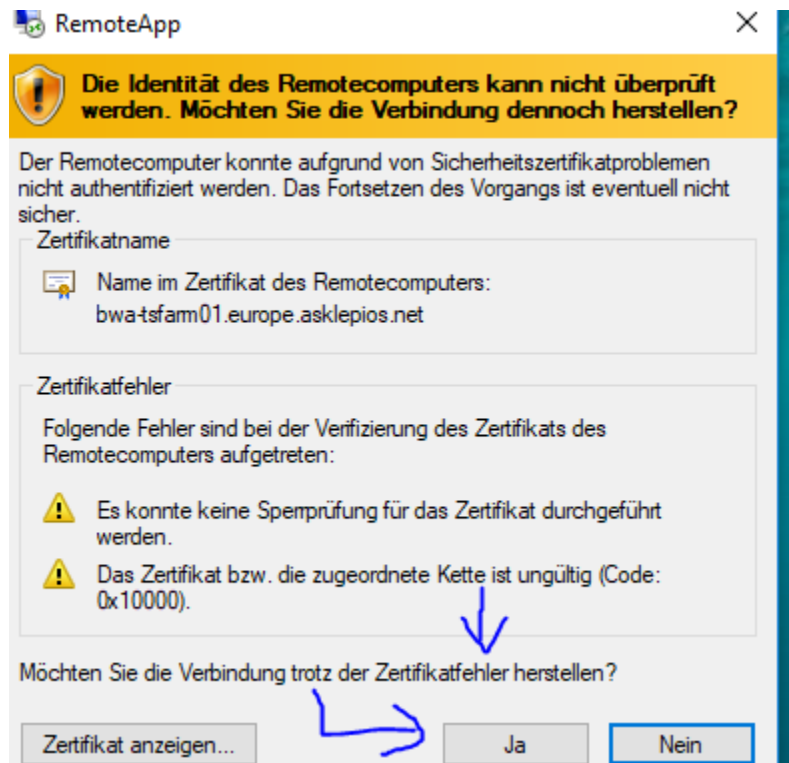 RemoteApp
Die Identität des Remotecomputers kann nicht überprüft
werden. Möchten Sie die Verbindung dennoch herstellen?
Der Remotecomputer konnte aufgrund von Sicherheitszertifikatproblemen
nicht authentifiziert werden. Das Fortsetzen des Vorgangs ist eventuell nicht
sicher.
Zertifikatname
Name im Zertifikat des Remotecomputers:
bwa-tsfarm01.europe.asklepios.net
Zertifikatfehler
Folgende Fehler sind bei der Verifizierung des Zertifikats des
Remotecomputers aufgetreten:
Es konnte keine Sperrprüfung für das Zertifikat durchgeführt
werden.
Das Zertifikat bzw. die zugeordnete Kette ist ungültig (Code:
0x10000).
Möchten Sie die Verbindung trotz der Zertifikatfehler herstellen?
Zertifikat anzeigen... Ja Nein